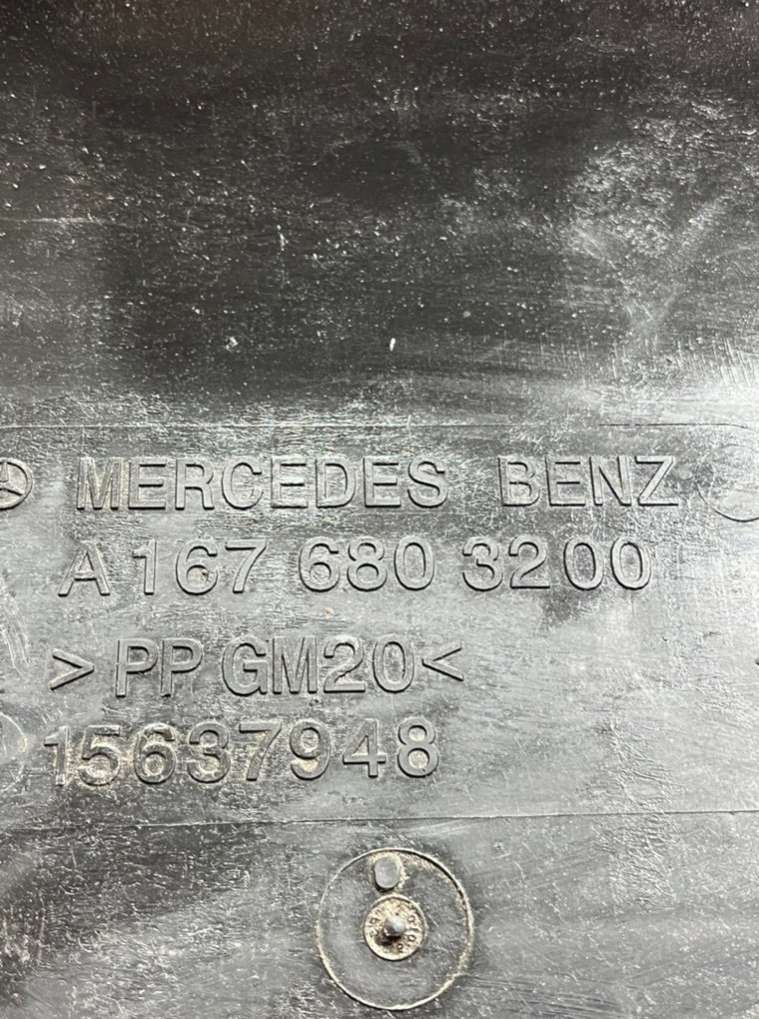 MERCEDES BENZ
A 167 680 3200
>PP GM20<
15637948